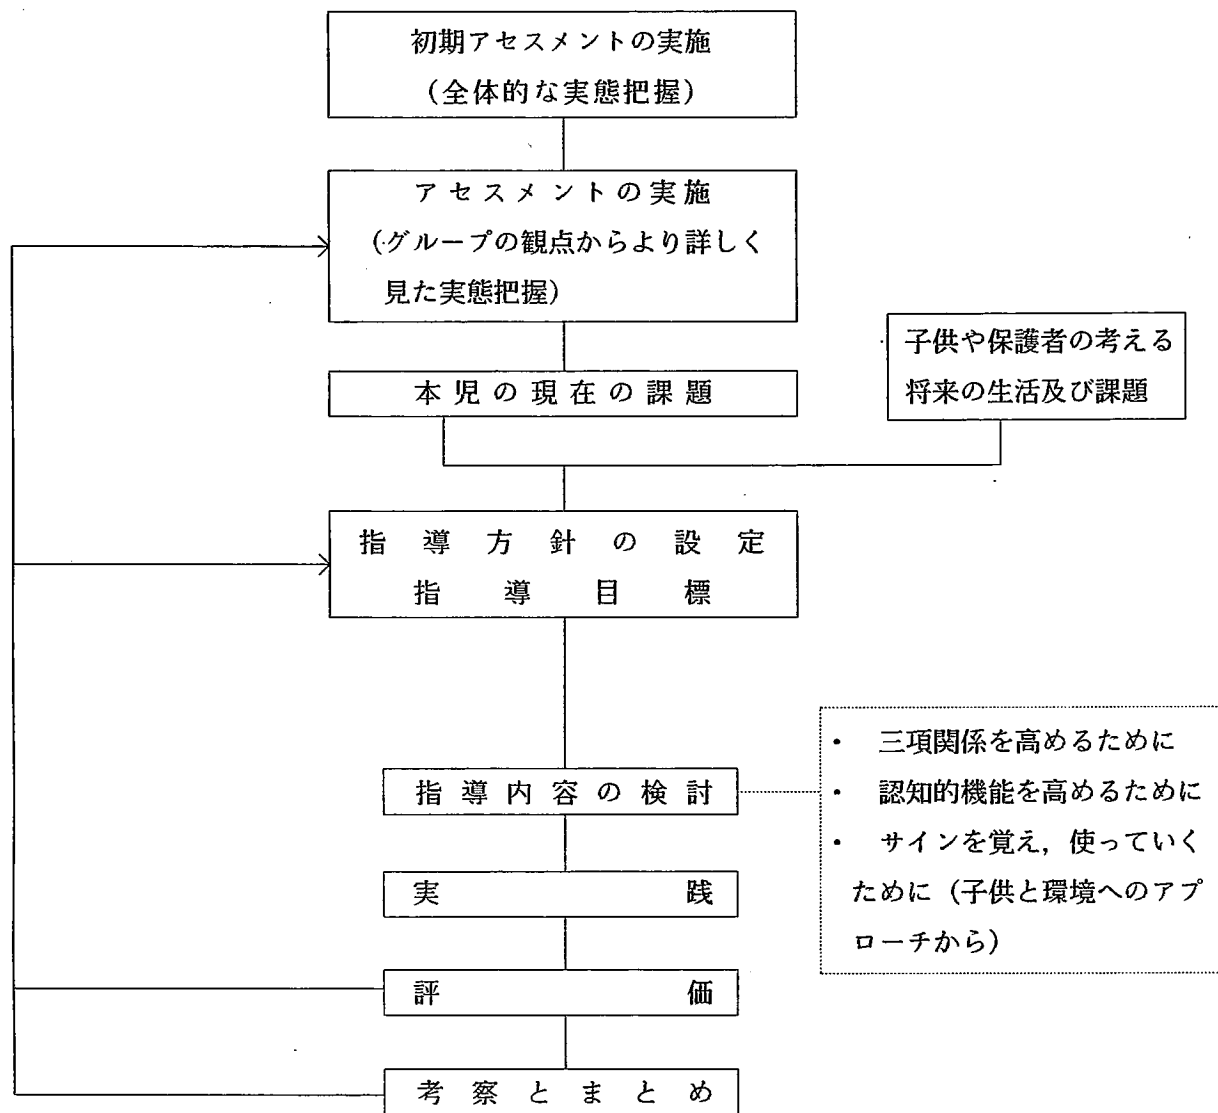 初期アセスメントの実施
（全体的な実態把握）
アセスメントの実施
（グループの観点からより詳しく
見た実態把握）
子供や保護者の考える
将来の生活及び課題
本児の現在の課題
指導方針の設定
指導目標
・　三項関係を高めるために
・　認知的機能を高めるために
・　サインを覚え，使っていく
ために（子供と環境へのアプ
ローチから）
指導内容の検討
実践
評価
考察とまとめ